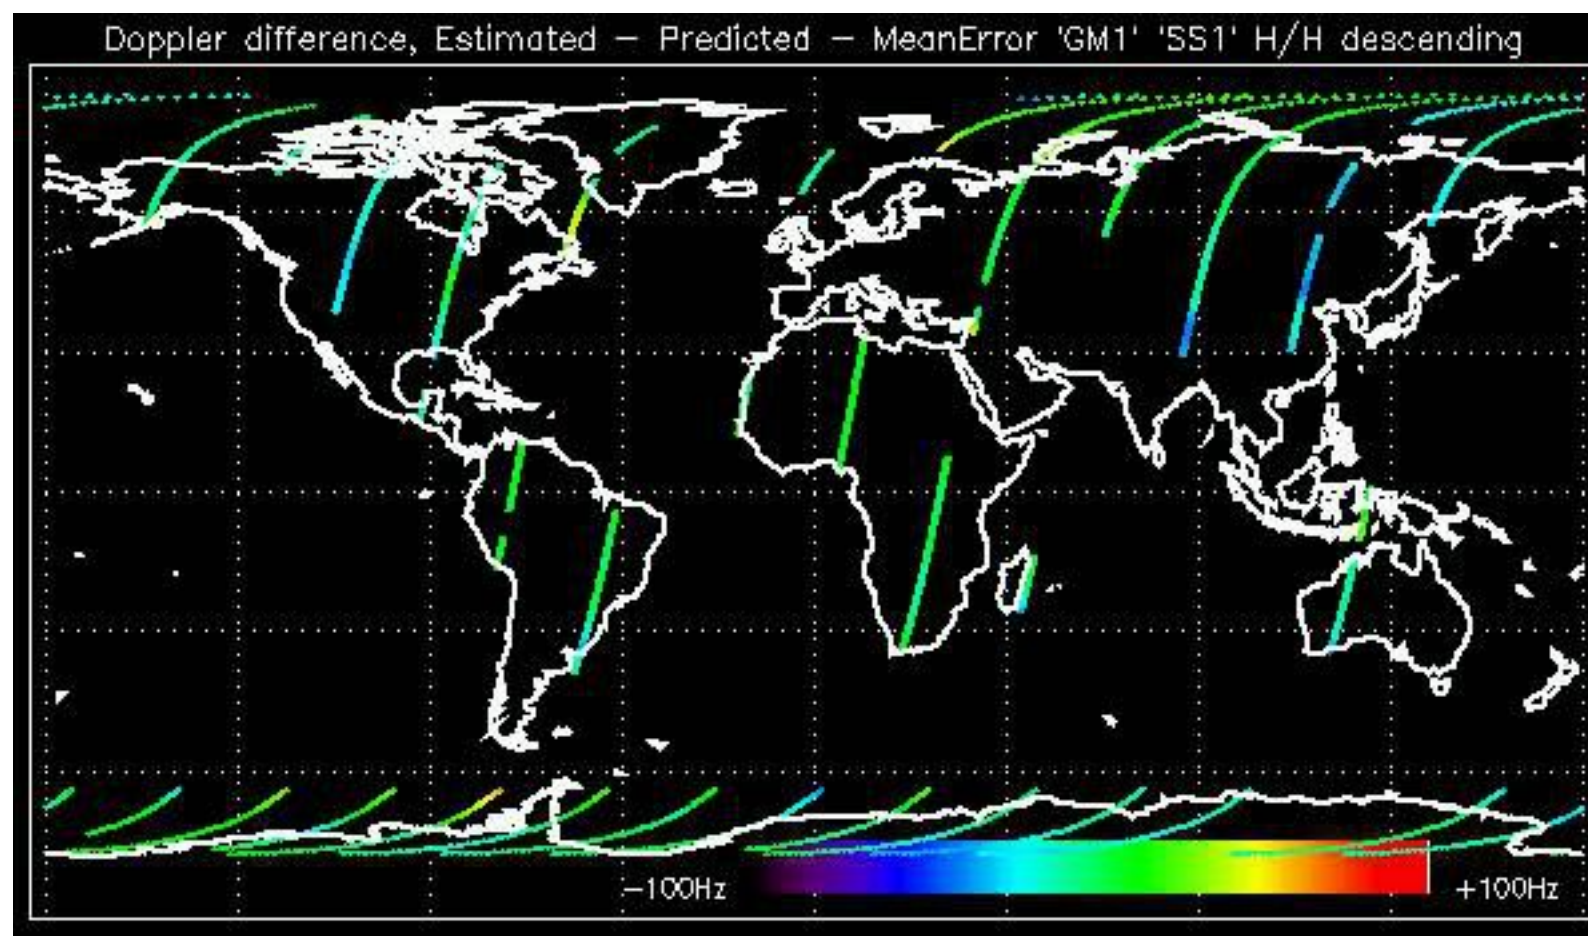 Doppler difference, Estimated – Predicted – MeanError 'GM1' 'SS1' H/H descending
–100Hz +100Hz